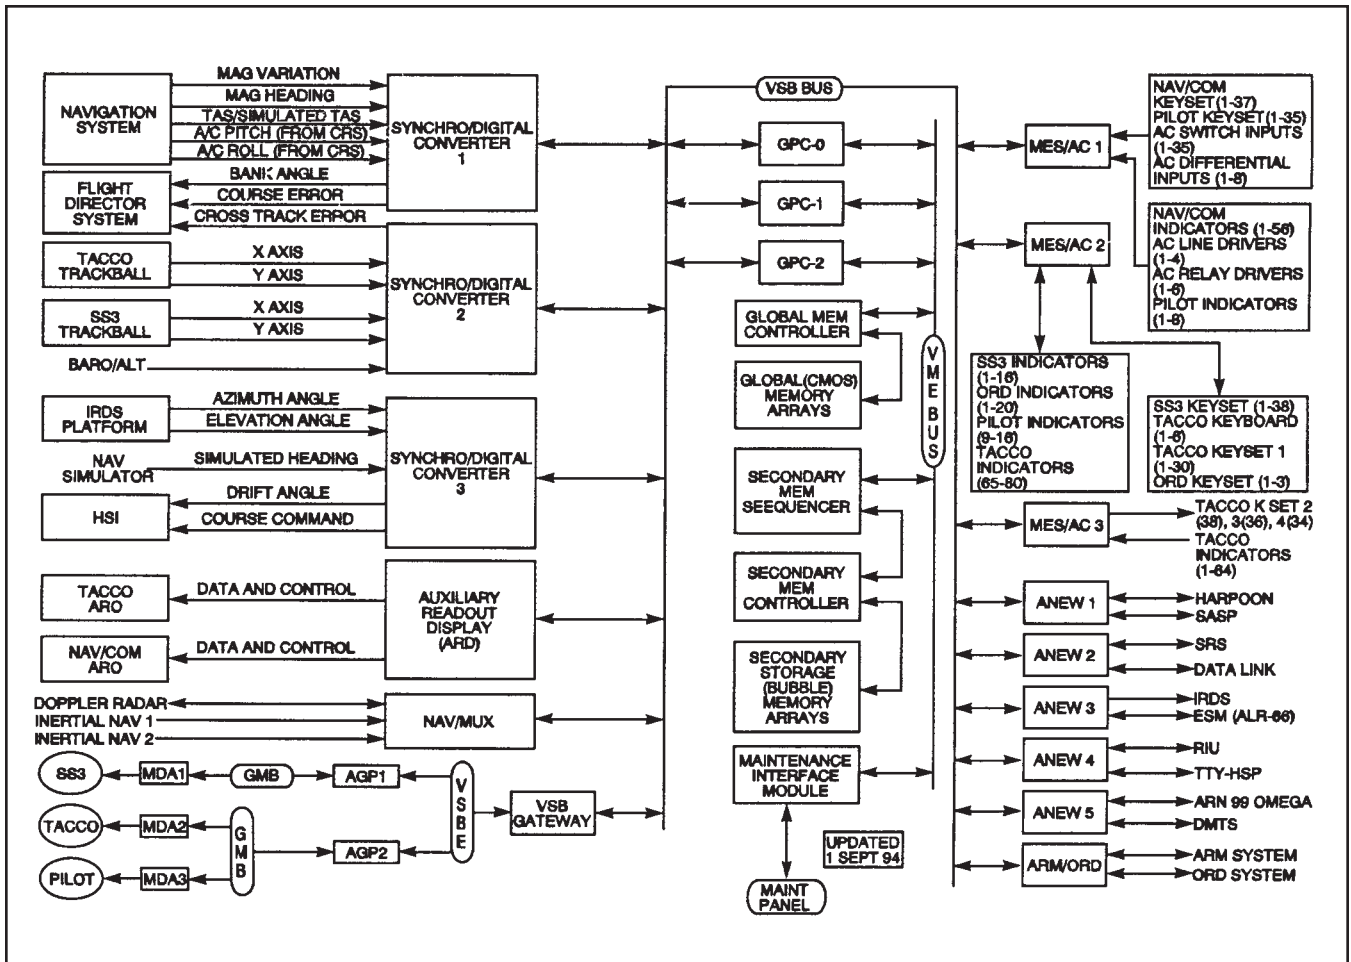 MAG VARIATION
MAG HEADING
TAS/SIMULATED TAS
A/C PITCH (FROM CRS)
A/C ROLL (FROM CRS)
BANK ANGLE
COURSE ERROR
CROSS TRACK ERROR
NAVIGATION
SYSTEM
FLIGHT
DIRECTOR
SYSTEM
SYNCHRO/DIGITAL
CONVERTER
1
TACCO
TRACKBALL
X AXIS
Y AXIS
SS3
TRACKBALL
X AXIS
Y AXIS
BARO/ALT
SYNCHRO/DIGITAL
CONVERTER
2
IRDS
PLATFORM
AZIMUTH ANGLE
ELEVATION ANGLE
NAV
SIMULATOR
SIMULATED HEADING
HSI
DRIFT ANGLE
COURSE COMMAND
SYNCHRO/DIGITAL
CONVERTER
3
TACCO
ARO
DATA AND CONTROL
NAV/COM
ARO
DATA AND CONTROL
AUXILIARY
READOUT
DISPLAY
(ARD)
DOPPLER RADAR
INERTIAL NAV 1
INERTIAL NAV 2
NAV/MUX
SS3
MDA1
GMB
AGP1
TACCO
MDA2
GMB
AGP2
PILOT
MDA3
VSBE
VSB
GATEWAY
VSB BUS
GPC-0
GPC-1
GPC-2
GLOBAL MEM
CONTROLLER
GLOBAL(CMOS)
MEMORY
ARRAYS
VME BUS
SECONDARY
MEM
SEEQUENCER
SECONDARY
MEM
CONTROLLER
SECONDARY
STORAGE
(BUBBLE)
MEMORY
ARRAYS
MAINTENANCE
INTERFACE
MODULE
UPDATED
1 SEPT 94
MAINT
PANEL
MES/AC 1
NAV/COM
KEYSET(1-37)
PILOT KEYSET(1-35)
AC SWITCH INPUTS
(1-35)
AC DIFFERENTIAL
INPUTS (1-8)
NAV/COM
INDICATORS (1-56)
AC LINE DRIVERS
(1-4)
AC RELAY DRIVERS
(1-6)
PILOT INDICATORS
(1-8)
MES/AC 2
SS3 INDICATORS
(1-16)
ORD INDICATORS
(1-20)
PILOT INDICATORS
(9-16)
TACCO
INDICATORS
(65-80)
SS3 KEYSET (1-38)
TACCO KEYBOARD
(1-6)
TACCO KEYSET 1
(1-30)
ORD KEYSET (1-3)
MES/AC 3
TACCO K SET 2
(38), 3(36), 4(34)
TACCO
INDICATORS
(1-64)
ANEW 1
HARPOON
SASP
ANEW 2
SRS
DATA LINK
ANEW 3
IRDS
ESM (ALR-66)
ANEW 4
RIU
TTY-HSP
ANEW 5
ARN 99 OMEGA
DMTS
ARM/ORD
ARM SYSTEM
ORD SYSTEM